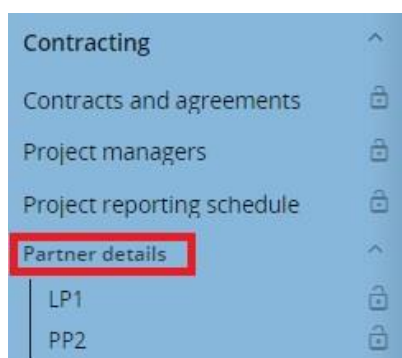 Contracting
Contracts and agreements
Project managers
Project reporting schedule
Partner details
LP1
PP2